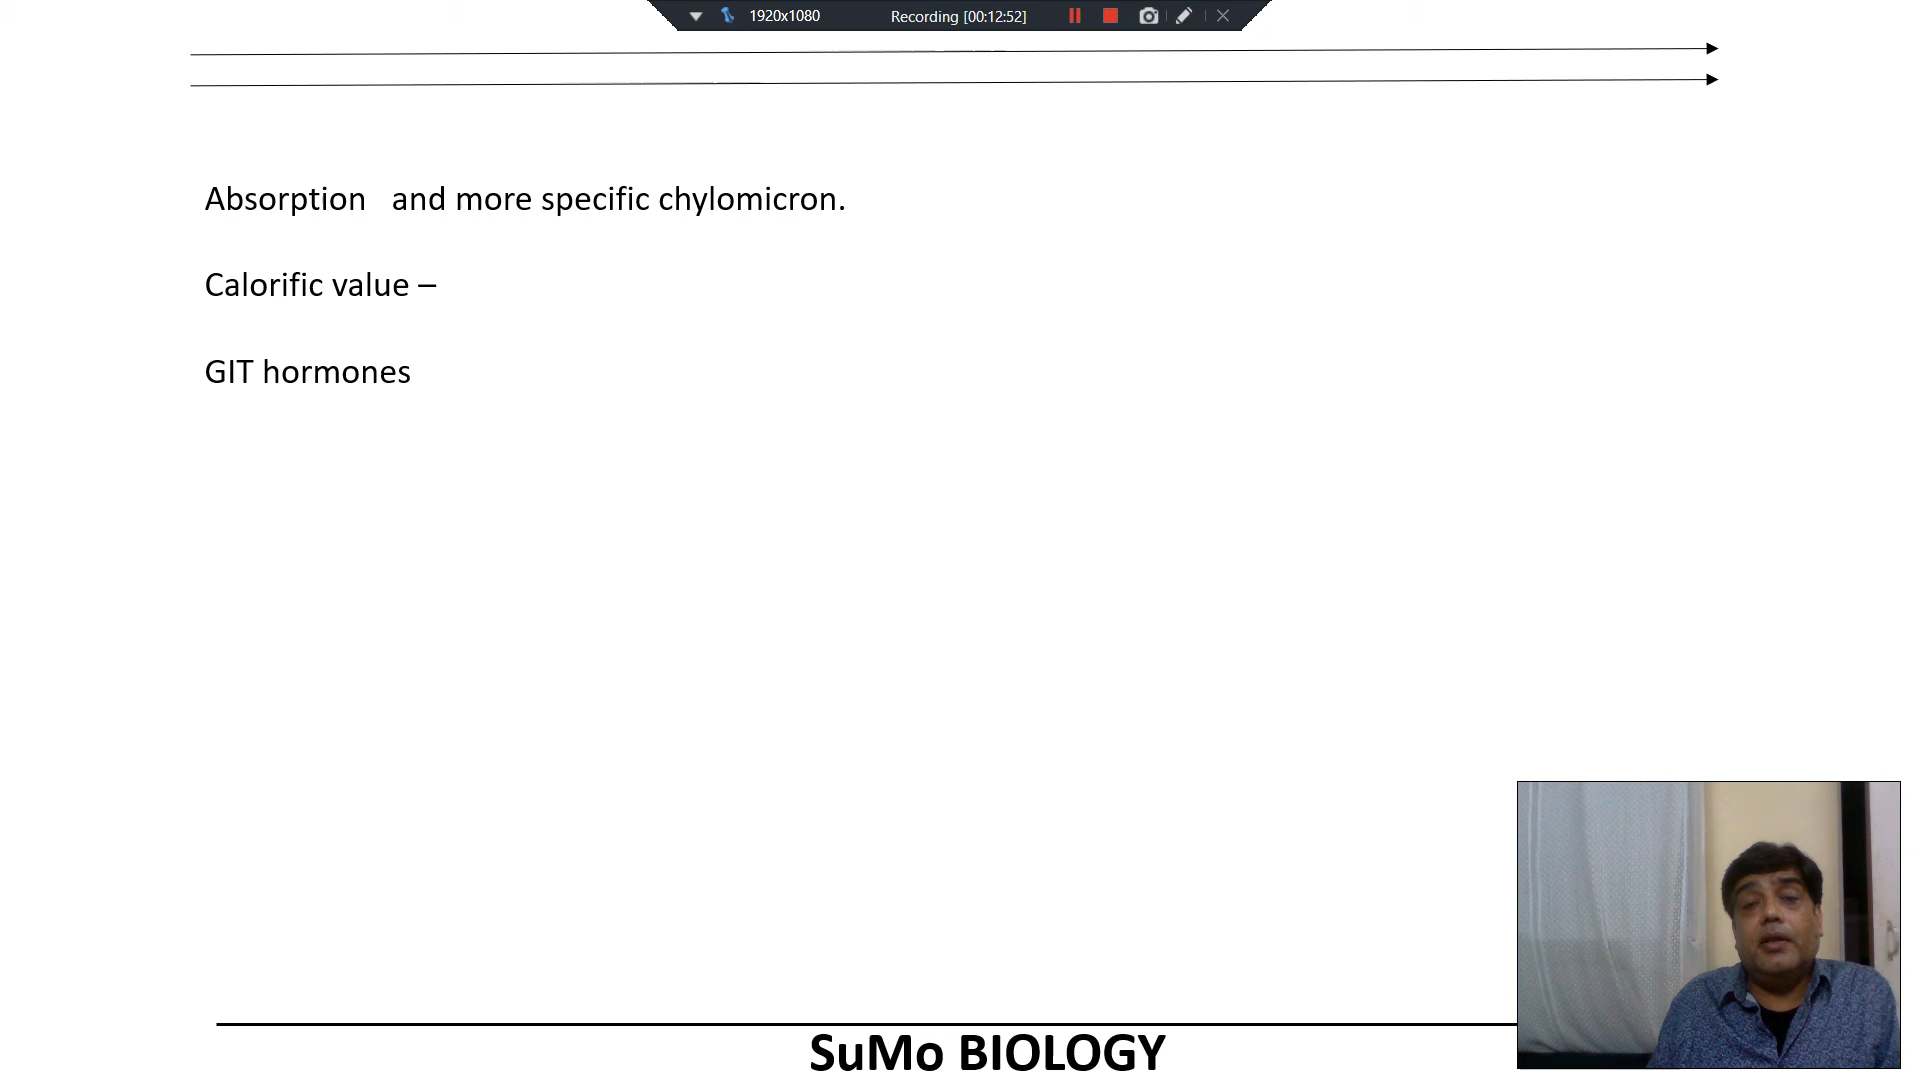 1920x1080 Recording [00:12:52]
Absorption   and more specific chylomicron.
Calorific value –
GIT hormones
SuMo BIOLOGY